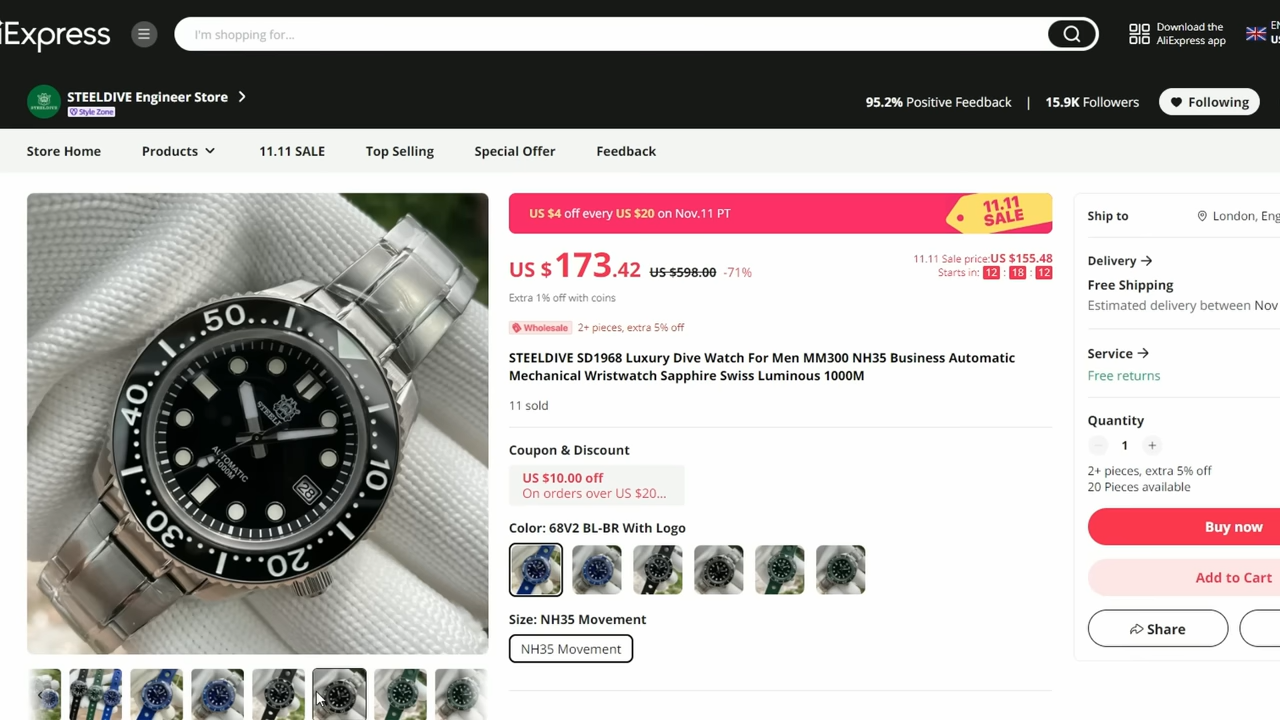 iExpress
I'm shopping for...
Download the
AliExpress app
EN
STEELDIVE Engineer Store
Style Zone
95.2% Positive Feedback | 15.9K Followers
Following
Store Home
Products
11.11 SALE
Top Selling
Special Offer
Feedback
US $4 off every US $20 on Nov.11 PT
11.11
SALE
US $173.42 US $598.00 -71%
11.11 Sale price:US $155.48
Starts in: 12 : 18 : 12
Extra 1% off with coins
Wholesale 2+ pieces, extra 5% off
STEELDIVE SD1968 Luxury Dive Watch For Men MM300 NH35 Business Automatic
Mechanical Wristwatch Sapphire Swiss Luminous 1000M
11 sold
Coupon & Discount
US $10.00 off
On orders over US $20...
Color: 68V2 BL-BR With Logo
Size: NH35 Movement
NH35 Movement
Ship to
London, Eng
Delivery
Free Shipping
Estimated delivery between Nov
Service
Free returns
Quantity
1
2+ pieces, extra 5% off
20 Pieces available
Buy now
Add to Cart
Share
50
40
30
20
10
AUTOMATIC
1000M
28